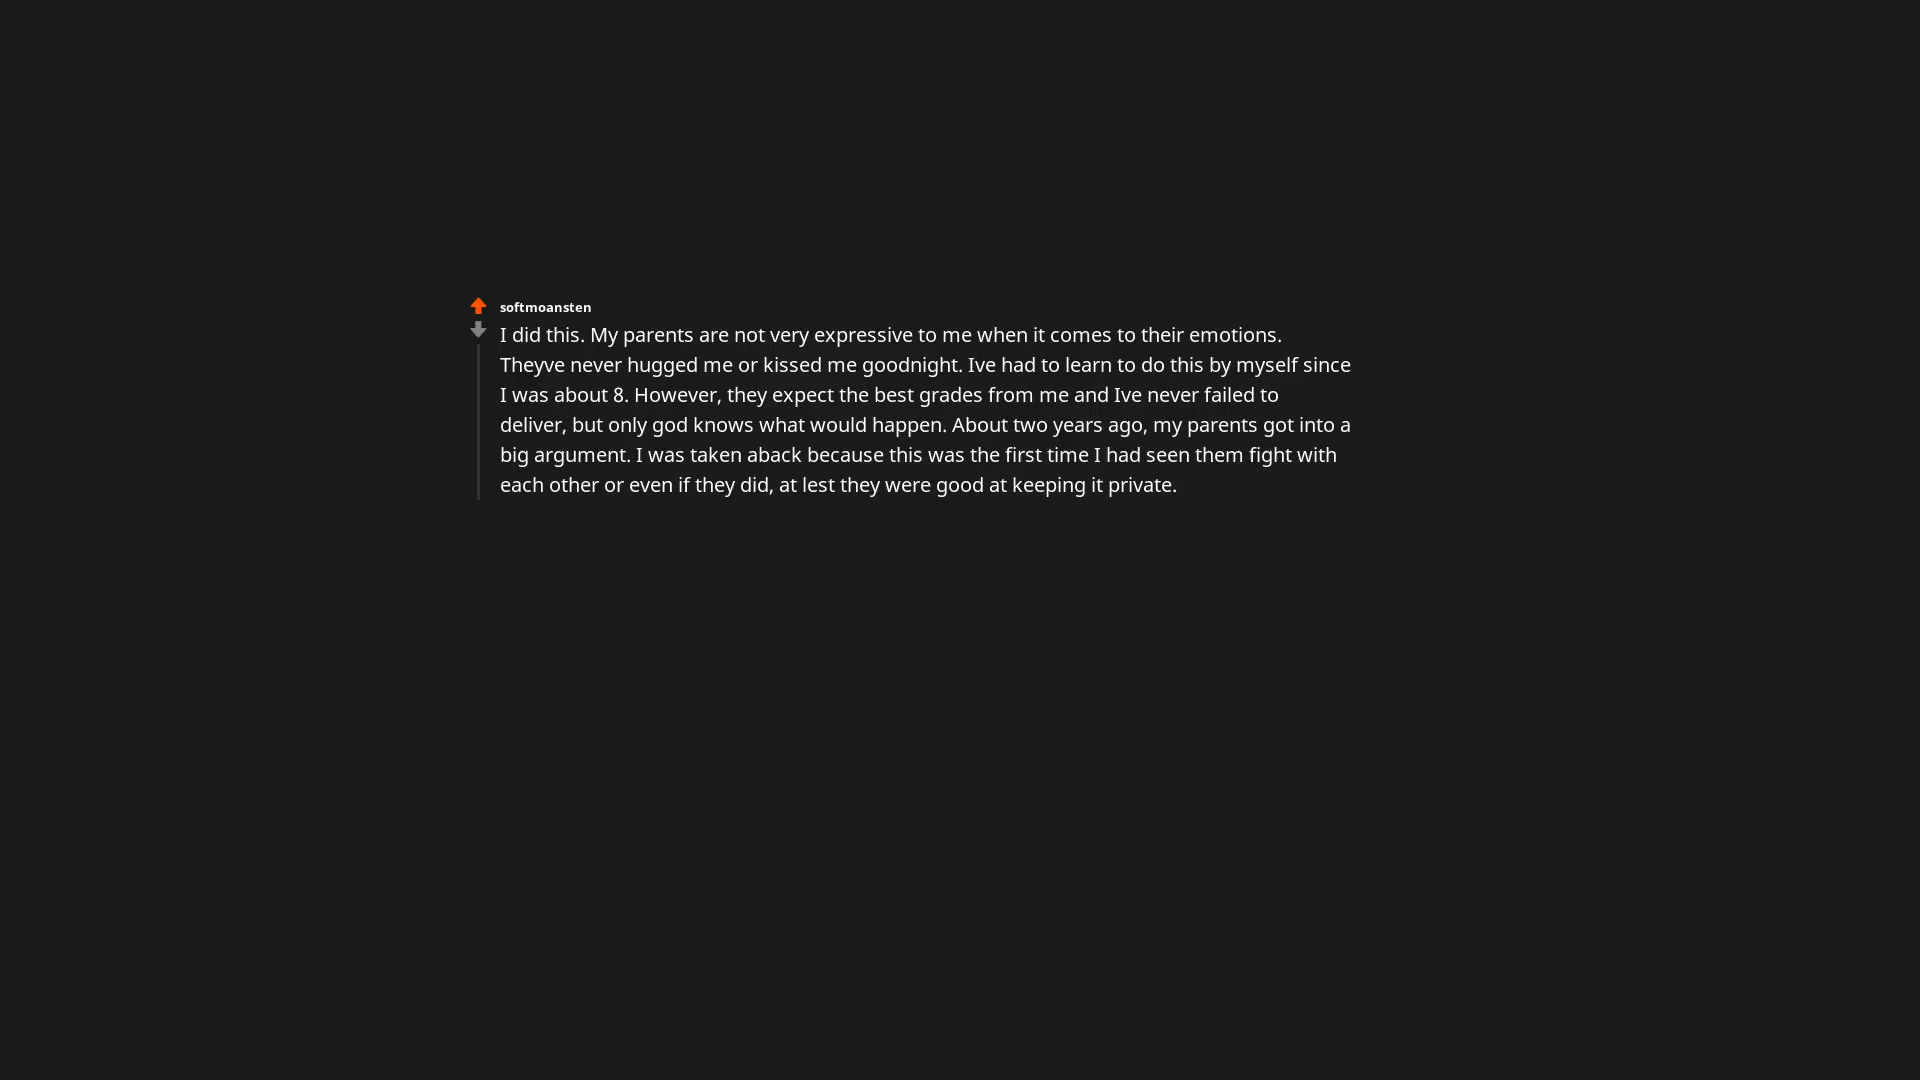 softmoansten
I did this. My parents are not very expressive to me when it comes to their emotions.
Theyve never hugged me or kissed me goodnight. Ive had to learn to do this by myself since
I was about 8. However, they expect the best grades from me and Ive never failed to
deliver, but only god knows what would happen. About two years ago, my parents got into a
big argument. I was taken aback because this was the first time I had seen them fight with
each other or even if they did, at lest they were good at keeping it private.